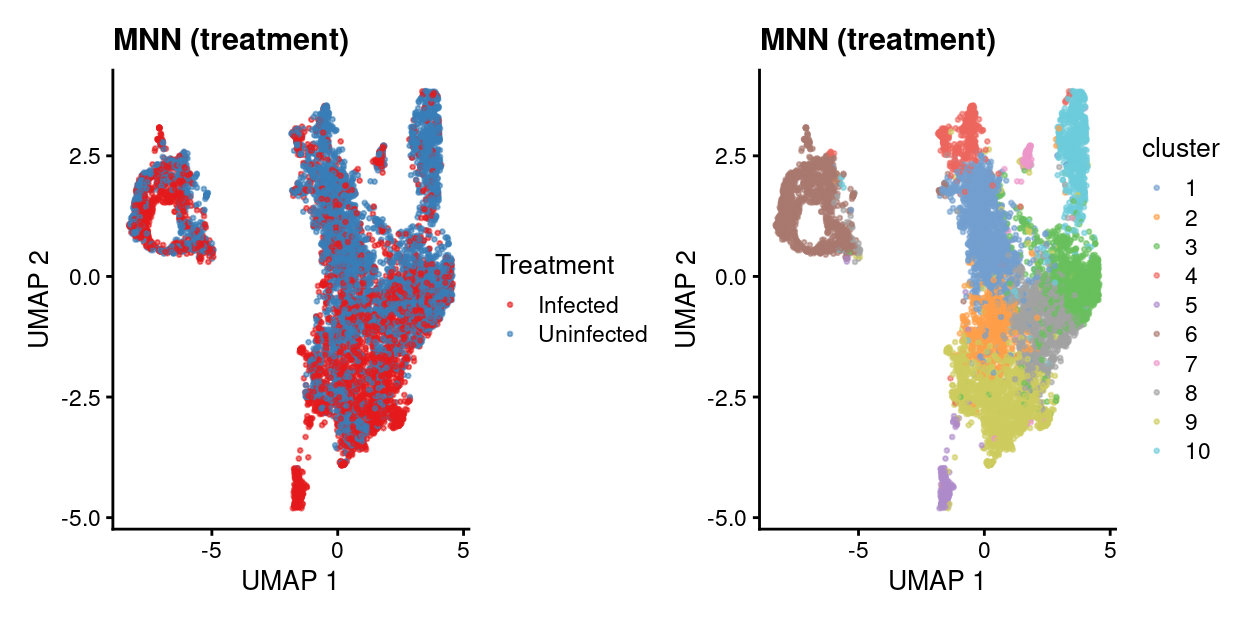 MNN (treatment)
UMAP 2
2.5
0.0
-2.5
-5.0
-5
0
5
UMAP 1
Treatment
Infected
Uninfected
MNN (treatment)
UMAP 2
2.5
0.0
-2.5
-5.0
-5
0
5
UMAP 1
cluster
1
2
3
4
5
6
7
8
9
10